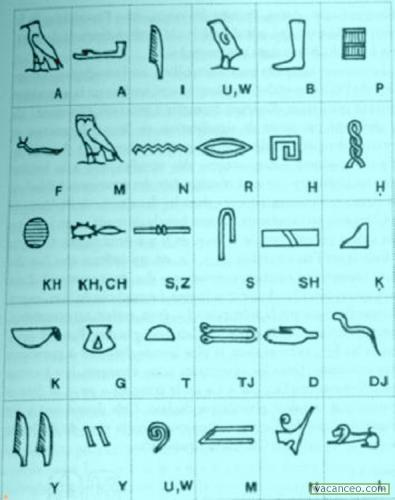 A A I U,W B P
F M N R H Ḥ
KH KH, CH S, Z S SH Ḳ
K G T TJ D DJ
Y Y U,W M
vacanceo.com